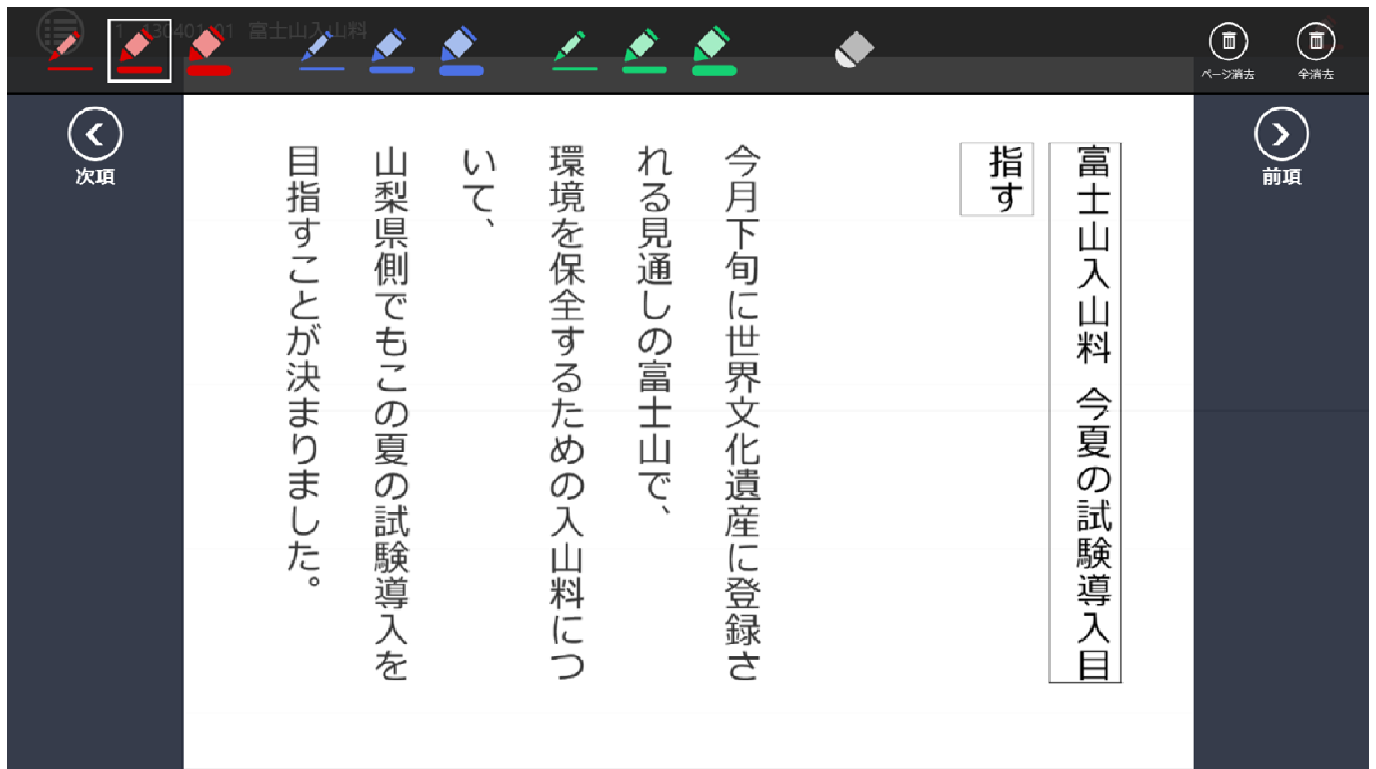 1 130401_01 富士山入山料
ページ消去
全消去
次項
前項
富士山入山料 今夏の試験導入目
指す
今月下旬に世界文化遺産に登録さ
れる見通しの富士山で、
環境を保全するための入山料につ
いて、
山梨県側でもこの夏の試験導入を
目指すことが決まりました。